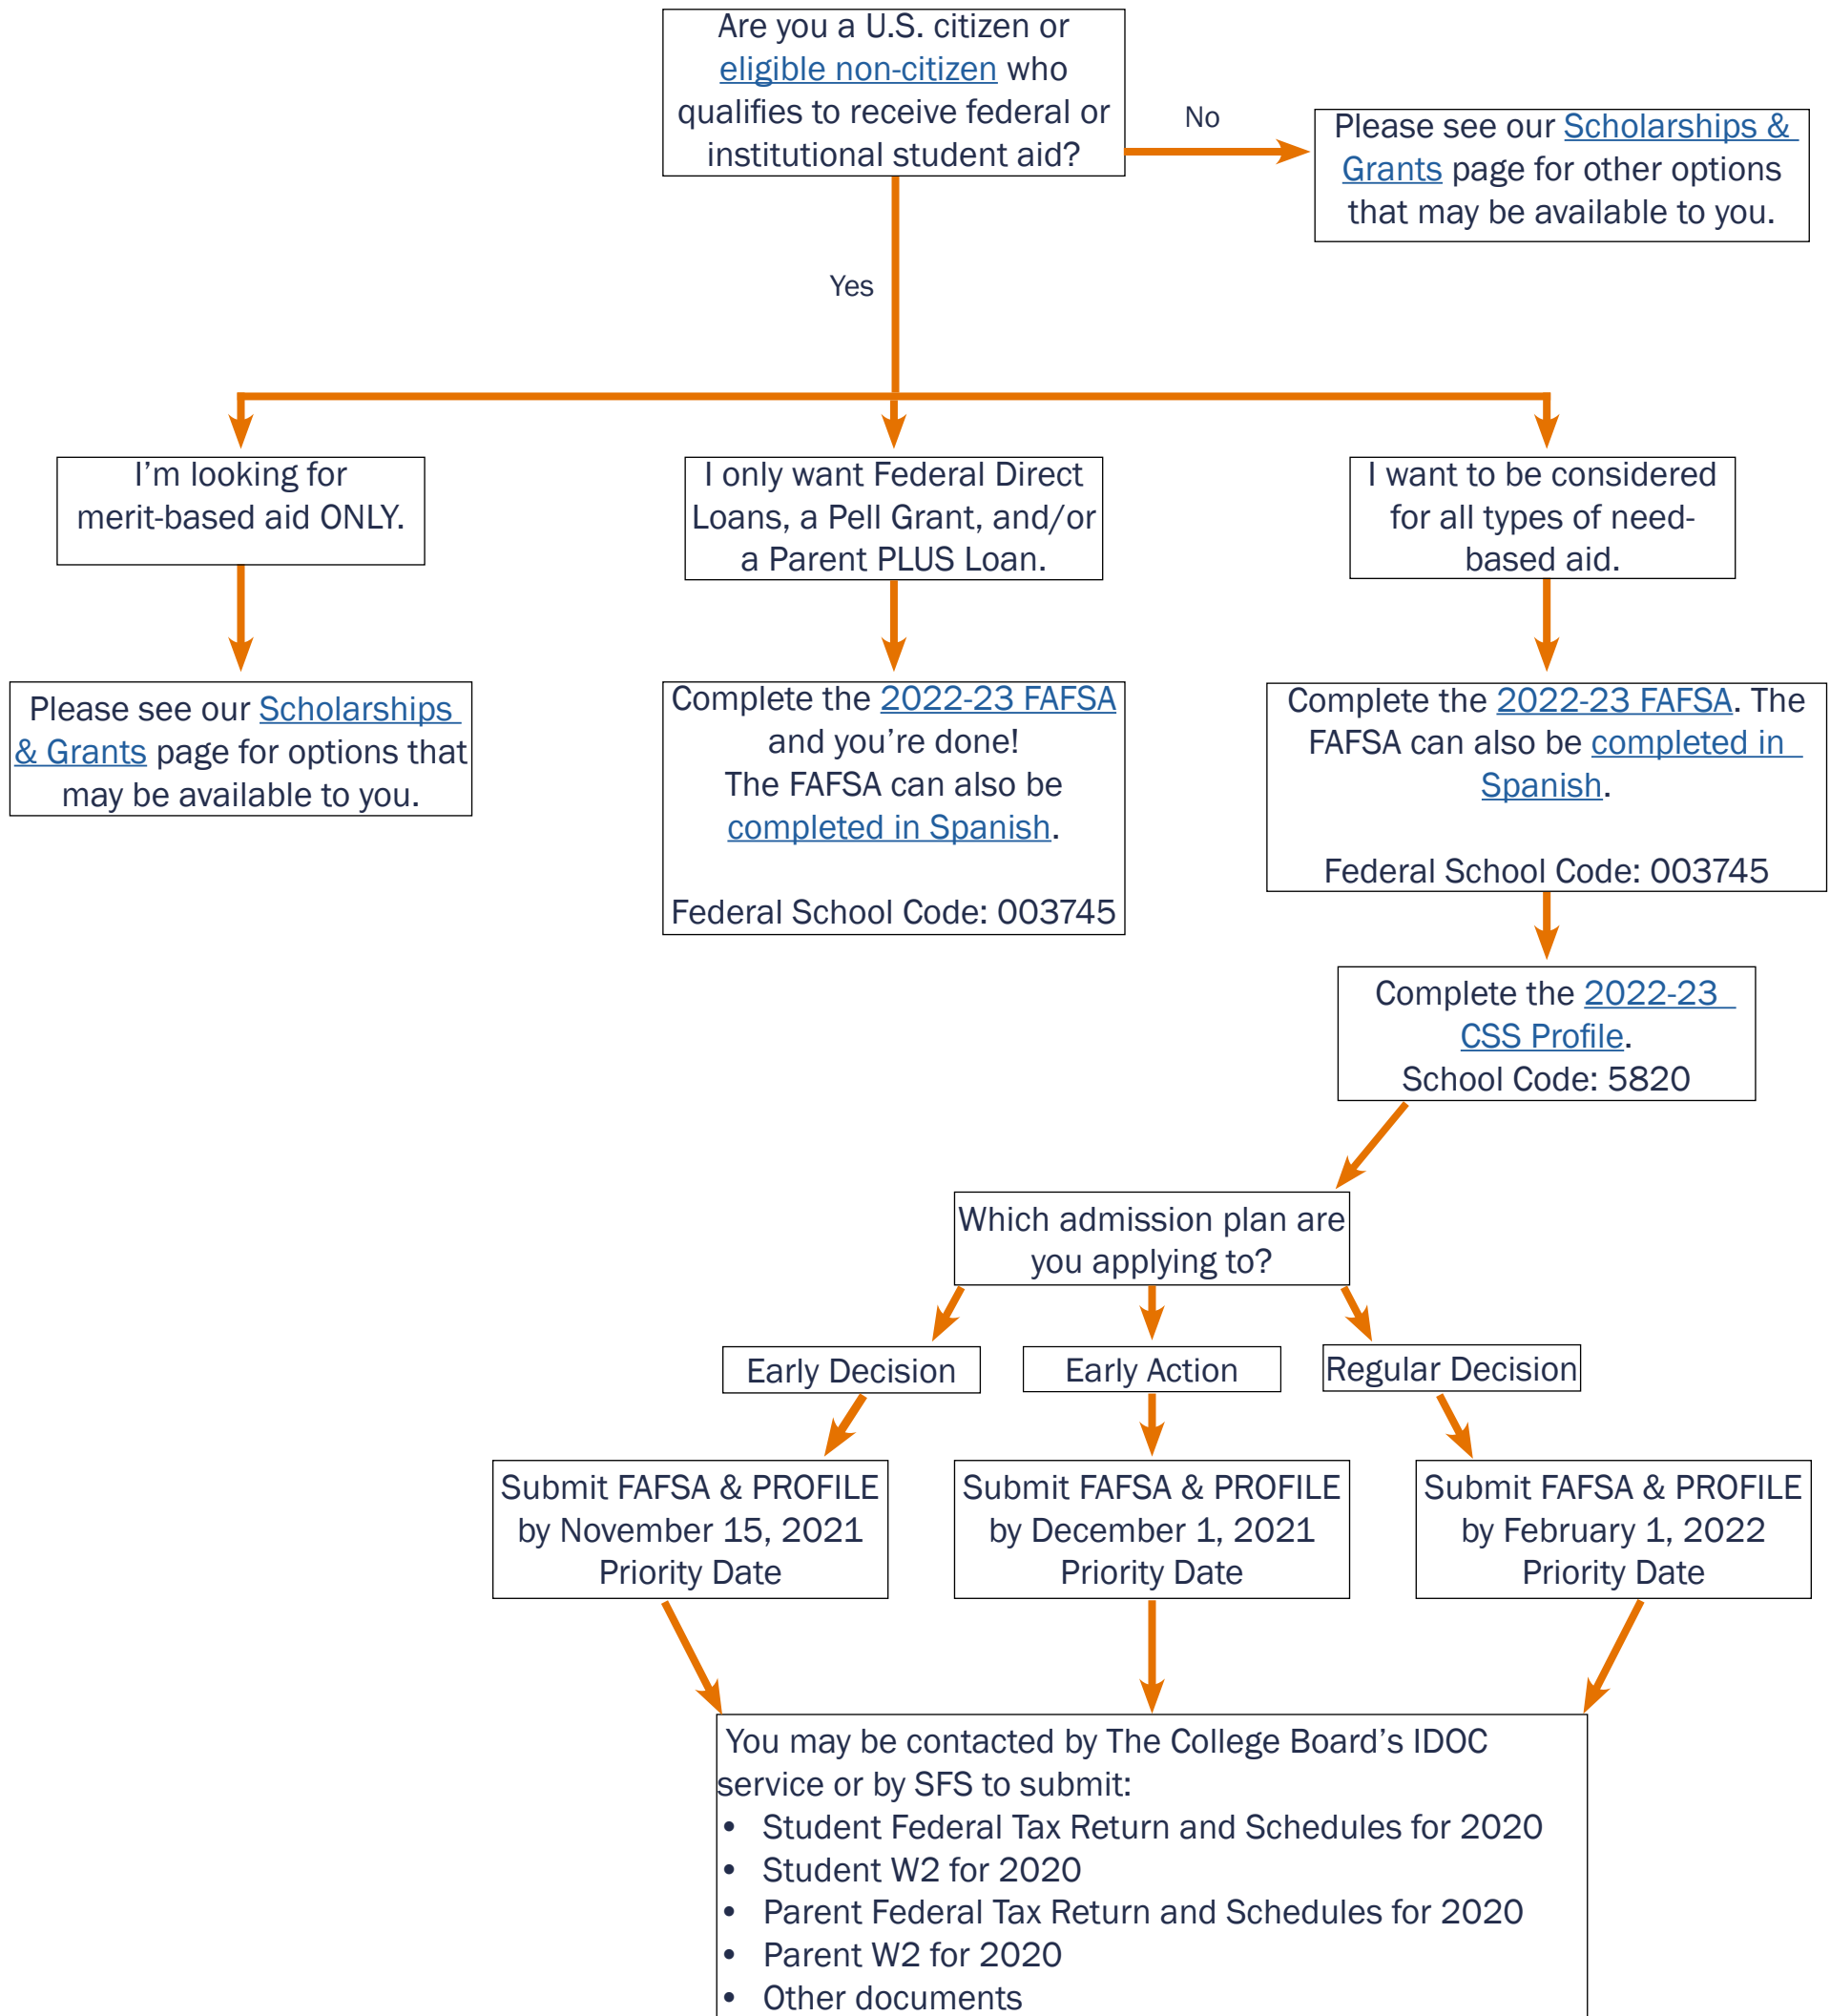 Are you a U.S. citizen or
eligible non-citizen who
qualifies to receive federal or
institutional student aid?
No
Please see our Scholarships &
Grants page for other options
that may be available to you.
Yes
I'm looking for
merit-based aid ONLY.
I only want Federal Direct
Loans, a Pell Grant, and/or
a Parent PLUS Loan.
I want to be considered
for all types of need-
based aid.
Please see our Scholarships
& Grants page for options that
may be available to you.
Complete the 2022-23 FAFSA
and you're done!
The FAFSA can also be
completed in Spanish.
Federal School Code: 003745
Complete the 2022-23 FAFSA. The
FAFSA can also be completed in
Spanish.
Federal School Code: 003745
Complete the 2022-23
CSS Profile.
School Code: 5820
Which admission plan are
you applying to?
Early Decision
Early Action
Regular Decision
Submit FAFSA & PROFILE
by November 15, 2021
Priority Date
Submit FAFSA & PROFILE
by December 1, 2021
Priority Date
Submit FAFSA & PROFILE
by February 1, 2022
Priority Date
You may be contacted by The College Board's IDOC
service or by SFS to submit:
• Student Federal Tax Return and Schedules for 2020
• Student W2 for 2020
• Parent Federal Tax Return and Schedules for 2020
• Parent W2 for 2020
• Other documents